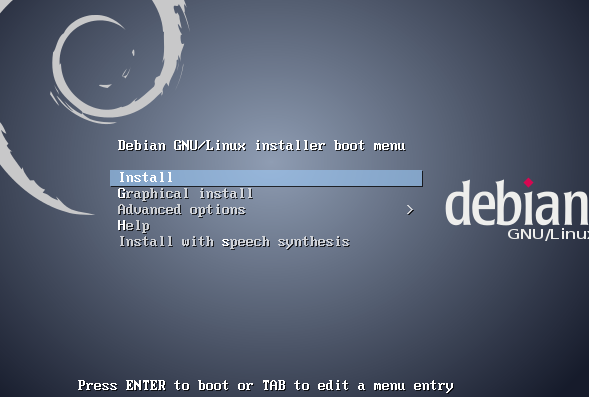 Debian GNU/Linux installer boot menu
Install
Graphical install
Advanced options >
Help
Install with speech synthesis
debian
GNU/Linux
Press ENTER to boot or TAB to edit a menu entry